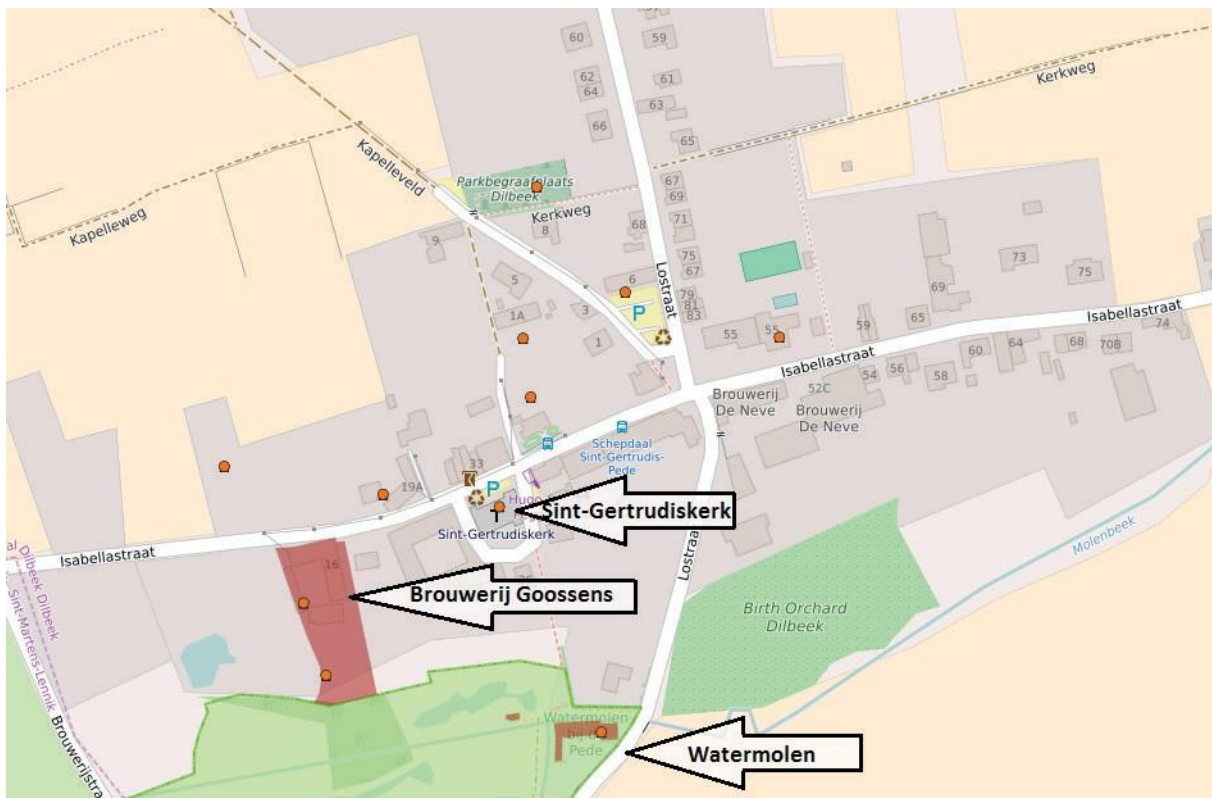 60
59
62
64
61
63
66
65
Kerkweg
Kapelleveld
Parkbegraafplaats
Dilbeek
Kerkweg
Kapelleweg
67
69
71
68
8
9
5
6
75
67
79
81
83
Lostraat
P
1A
3
1
55
55
59
65
69
73
75
74
Isabellastraat
Isabellastraat
60
64
68
70B
54
56
58
52C
Brouwerij
De Neve
Brouwerij
De Neve
Schepdaal
Sint-Gertrudis-
Pede
33
19A
P
Hugo
Sint-Gertrudiskerk
Sint-Gertrudiskerk
Isabellastraat
16
Brouwerij Goossens
Lostraat
Molenbeek
Birth Orchard
Dilbeek
Dilbeek Dilbeek
Sint-Martens-Lennik
Brouwerijstra
Watermolen
Pede
Watermolen